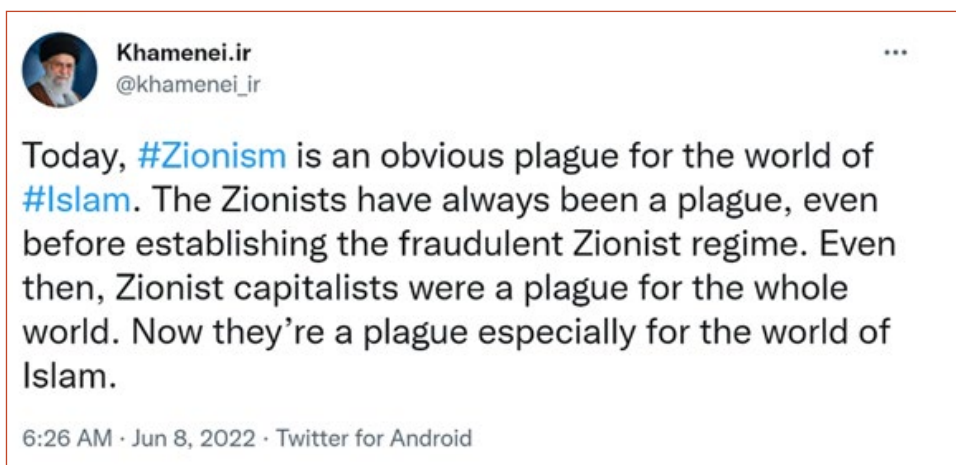 Khamenei.ir
@khamenei_ir
Today, #Zionism is an obvious plague for the world of
#Islam. The Zionists have always been a plague, even
before establishing the fraudulent Zionist regime. Even
then, Zionist capitalists were a plague for the whole
world. Now they’re a plague especially for the world of
Islam.
6:26 AM · Jun 8, 2022 · Twitter for Android